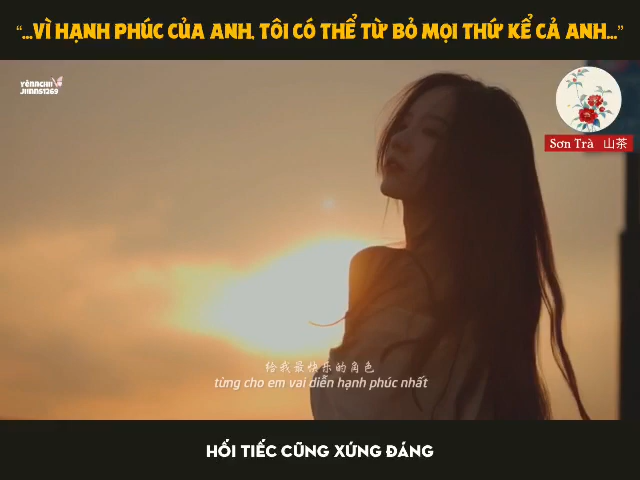 “...VÌ HẠNH PHÚC CỦA ANH, TÔI CÓ THỂ TỪ BỎ MỌI THỨ KỂ CẢ ANH...”
YÊNNCHII
JIMNS1269
Sơn Trà 山茶
给我最快乐的角色
từng cho em vai diễn hạnh phúc nhất
HỐI TIẾC CŨNG XỨNG ĐÁNG